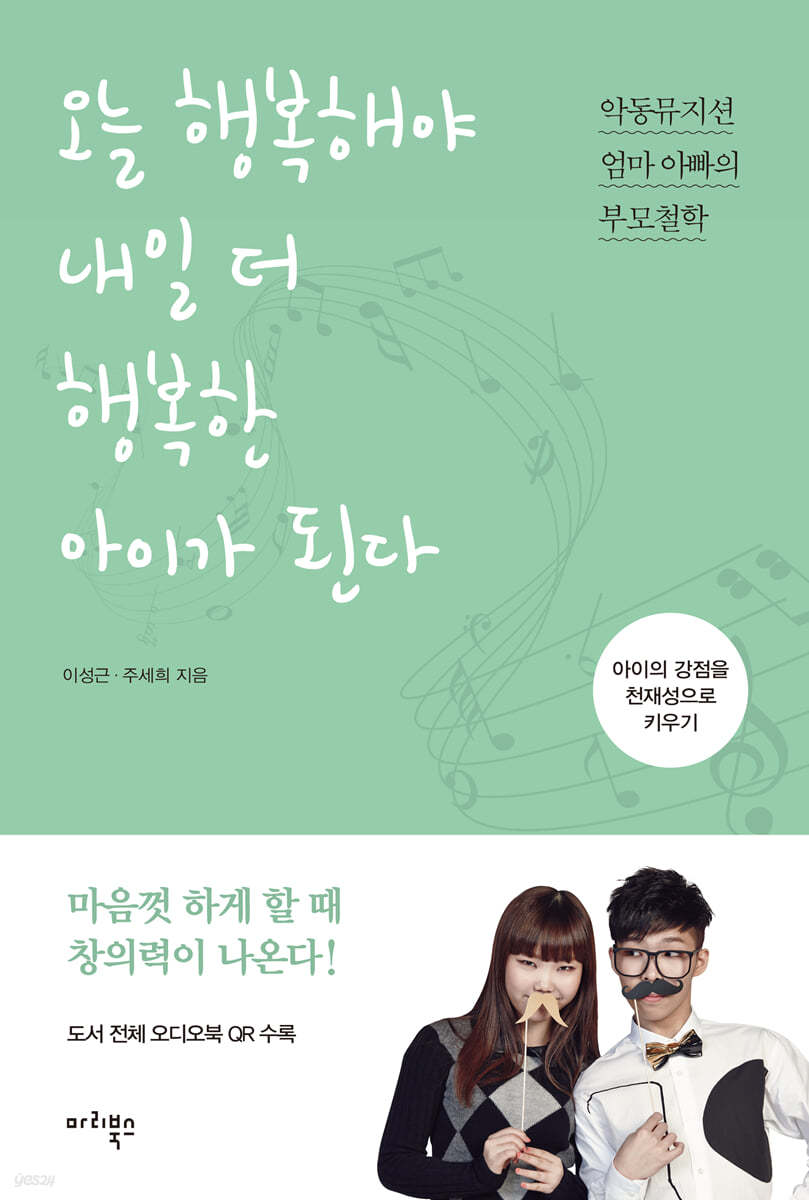 오늘 행복해야
내일 더
행복한
아이가 된다
악동뮤지션
엄마 아빠의
부모철학
이성근 · 주세희 지음
아이의 강점을
천재성으로
키우기
마음껏 하게 할 때
창의력이 나온다!
도서 전체 오디오북 QR 수록
마리북스
yes24